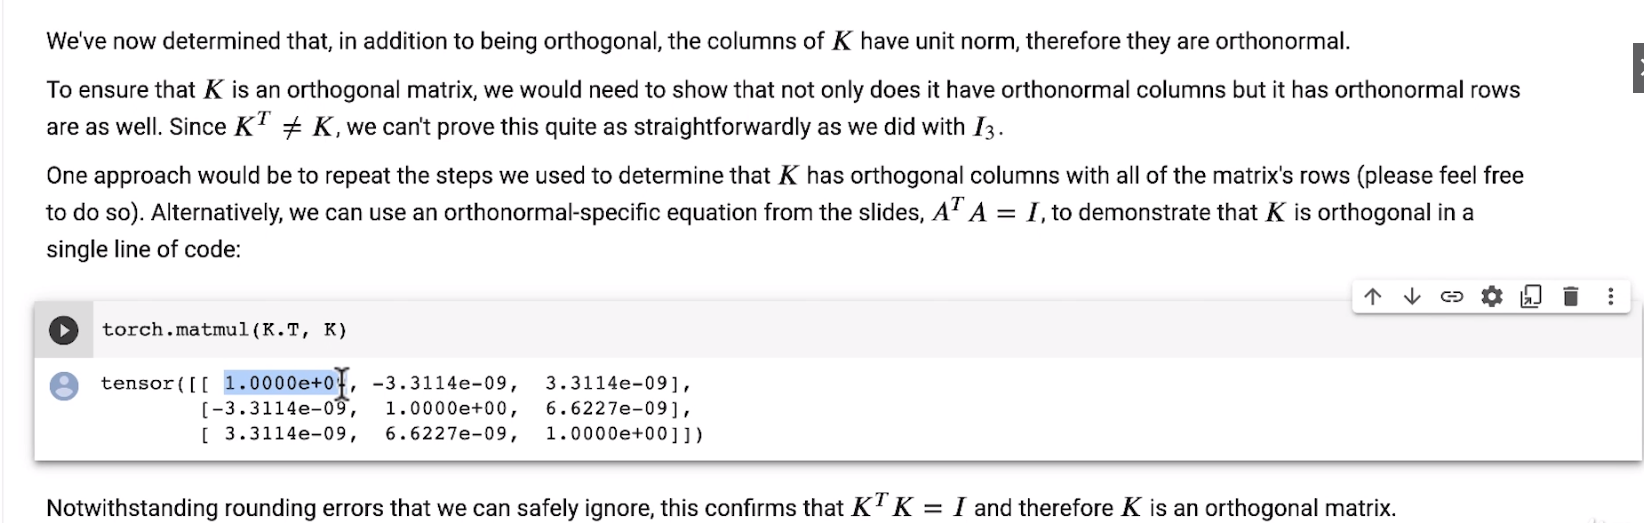 We've now determined that, in addition to being orthogonal, the columns of K have unit norm, therefore they are orthonormal.
To ensure that K is an orthogonal matrix, we would need to show that not only does it have orthonormal columns but it has orthonormal rows
are as well. Since Kᵀ ≠ K, we can't prove this quite as straightforwardly as we did with I₃.
One approach would be to repeat the steps we used to determine that K has orthogonal columns with all of the matrix's rows (please feel free
to do so). Alternatively, we can use an orthonormal-specific equation from the slides, AᵀA = I, to demonstrate that K is orthogonal in a
single line of code:
torch.matmul(K.T, K)
tensor([[ 1.0000e+00, -3.3114e-09, 3.3114e-09],
[-3.3114e-09, 1.0000e+00, 6.6227e-09],
[ 3.3114e-09, 6.6227e-09, 1.0000e+00]])
Notwithstanding rounding errors that we can safely ignore, this confirms that KᵀK = I and therefore K is an orthogonal matrix.